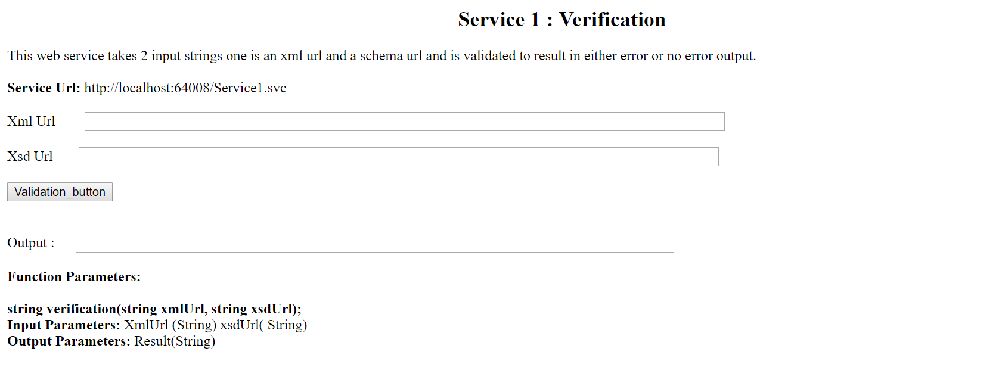 Service 1 : Verification
This web service takes 2 input strings one is an xml url and a schema url and is validated to result in either error or no error output.
Service Url: http://localhost:64008/Service1.svc
Xml Url
Xsd Url
Validation_button
Output :
Function Parameters:
string verification(string xmlUrl, string xsdUrl);
Input Parameters: XmlUrl (String) xsdUrl( String)
Output Parameters: Result(String)